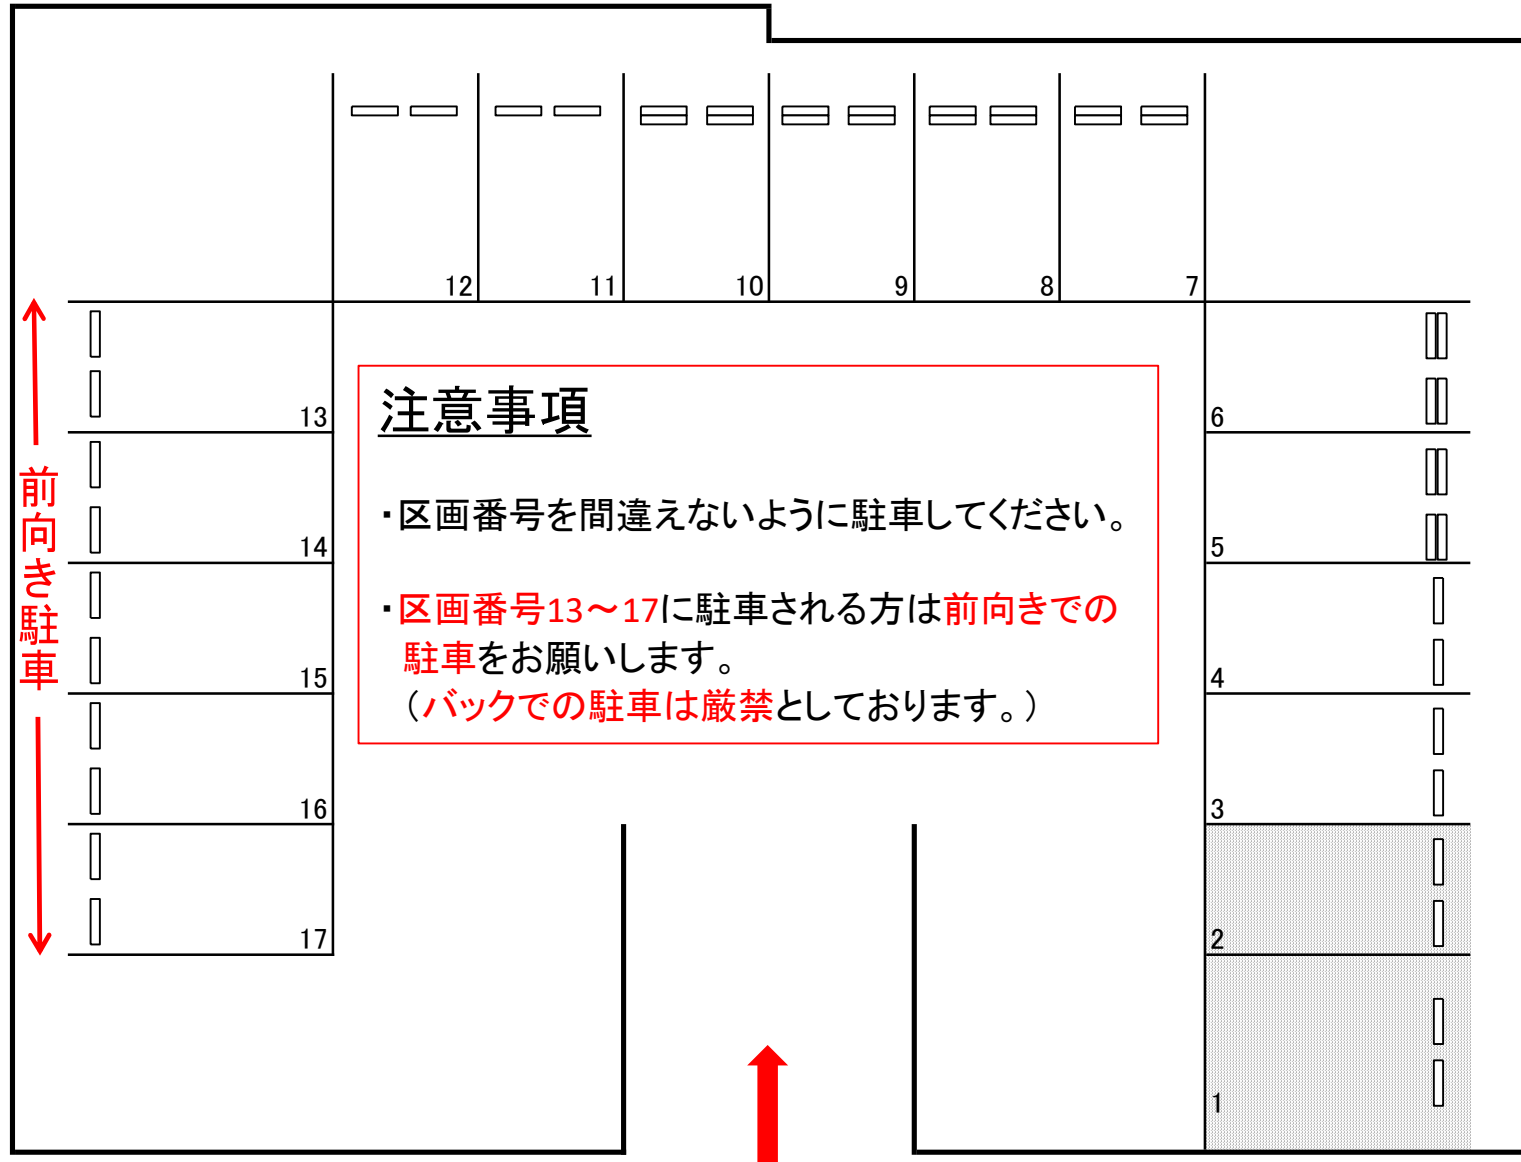 12 11 10 9 8 7
13
14
15
16
17
前向き駐車
注意事項
・区画番号を間違えないように駐車してください。
・区画番号13～17に駐車される方は前向きでの
駐車をお願いします。
（バックでの駐車は厳禁としております。）
6
5
4
3
2
1